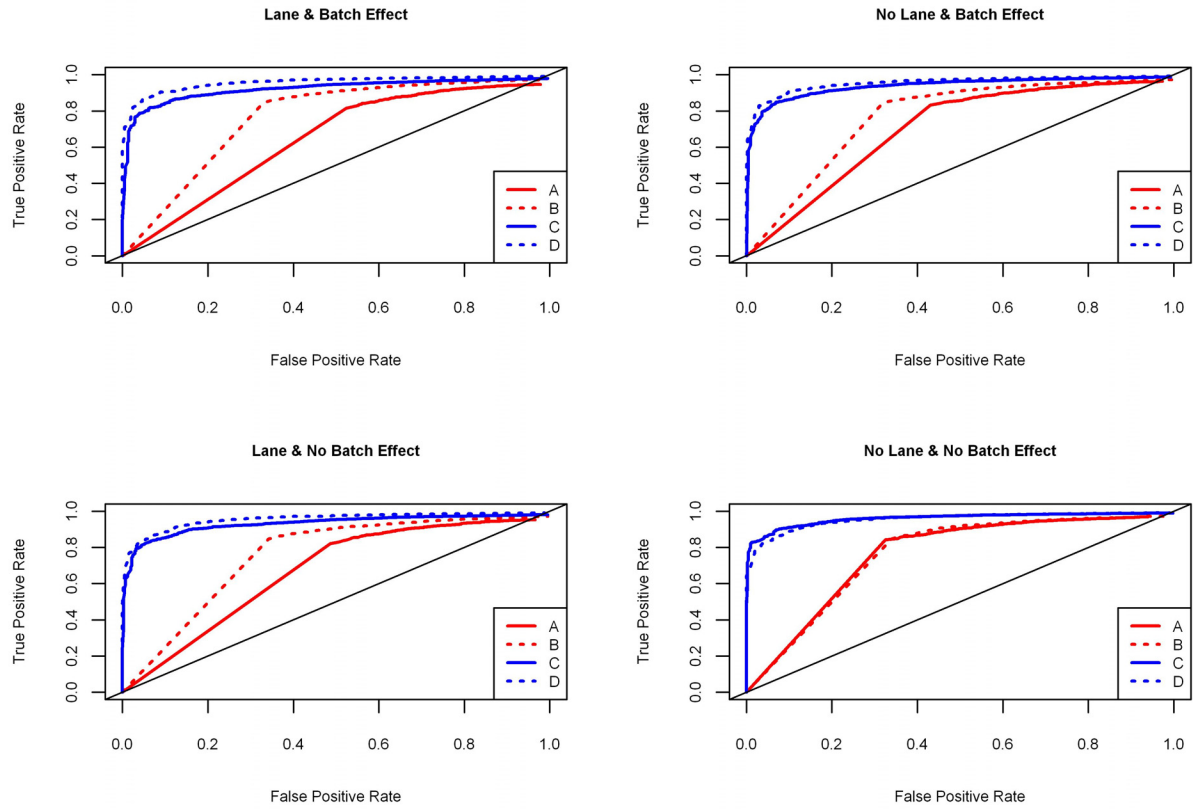 Lane & Batch Effect
True Positive Rate
1.0
0.8
0.6
0.4
0.2
0.0
A
B
C
D
0.0 0.2 0.4 0.6 0.8 1.0
False Positive Rate
No Lane & Batch Effect
True Positive Rate
1.0
0.8
0.6
0.4
0.2
0.0
A
B
C
D
0.0 0.2 0.4 0.6 0.8 1.0
False Positive Rate
Lane & No Batch Effect
True Positive Rate
1.0
0.8
0.6
0.4
0.2
0.0
A
B
C
D
0.0 0.2 0.4 0.6 0.8 1.0
False Positive Rate
No Lane & No Batch Effect
True Positive Rate
1.0
0.8
0.6
0.4
0.2
0.0
A
B
C
D
0.0 0.2 0.4 0.6 0.8 1.0
False Positive Rate